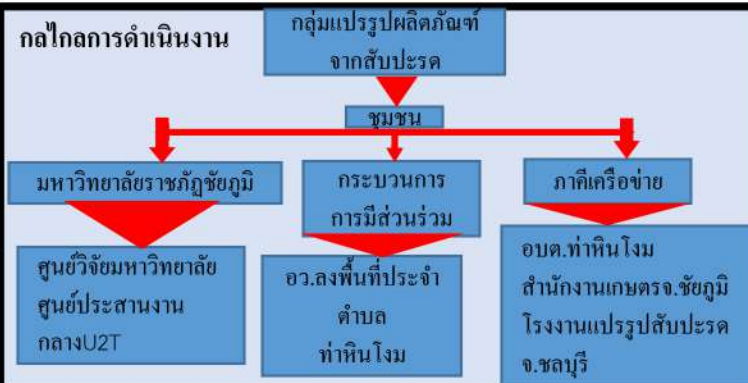 กลไกลการดำเนินงาน
กลุ่มแปรรูปผลิตภัณฑ์
จากสับปะรด
ชุมชน
มหาวิทยาลัยราชภัฏชัยภูมิ
กระบวนการ
การมีส่วนร่วม
ภาคีเครือข่าย
ศูนย์วิจัยมหาวิทยาลัย
ศูนย์ประสานงาน
กลางU2T
อว.ลงพื้นที่ประจำ
ตำบล
ท่าหินโงม
อบต.ท่าหินโงม
สำนักงานเกษตรจ.ชัยภูมิ
โรงงานแปรรูปสับปะรด
จ.ชลบุรี